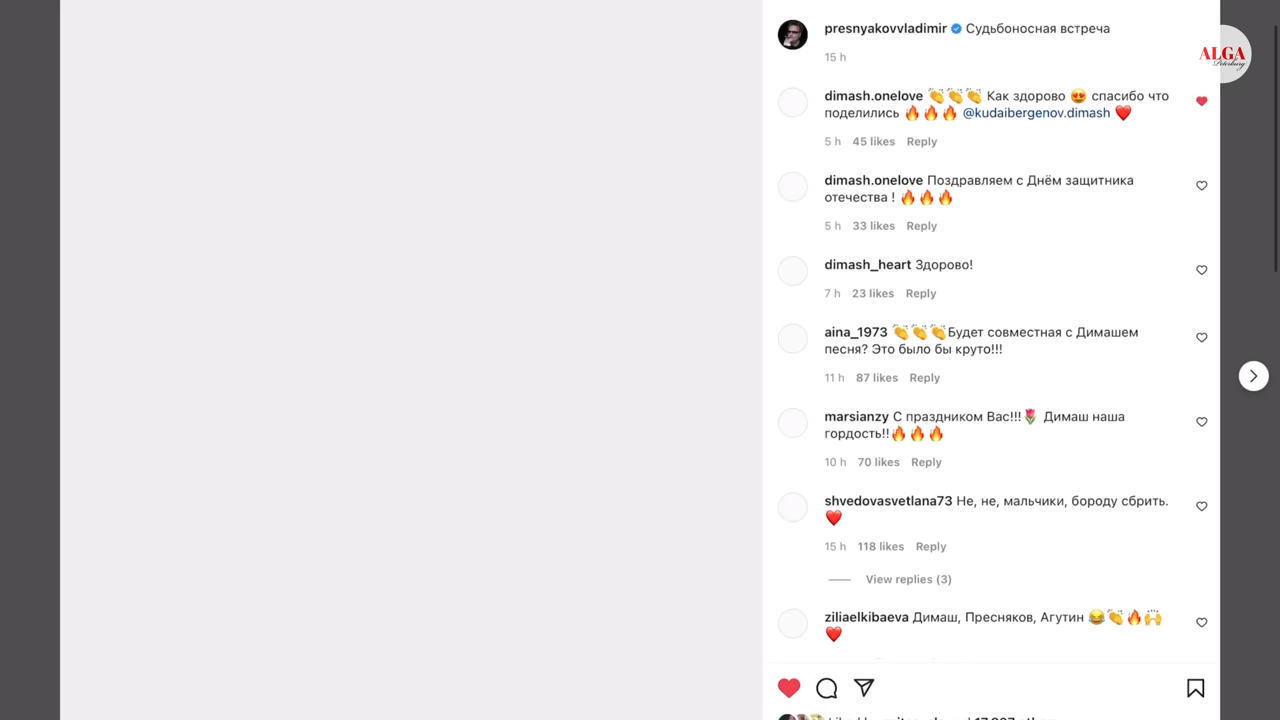 presnyakovvladimir Судьбоносная встреча
15 h
ALGA
Peterburg
dimash.onelove 👏👏👏 Как здорово 😍 спасибо что
поделились 🔥🔥🔥 @kudaibergenov.dimash ❤️
5 h 45 likes Reply
dimash.onelove Поздравляем с Днём защитника
отечества ! 🔥🔥🔥
5 h 33 likes Reply
dimash_heart Здорово!
7 h 23 likes Reply
aina_1973 👏👏👏Будет совместная с Димашем
песня? Это было бы круто!!!
11 h 87 likes Reply
marsianzy С праздником Вас!!!🌷 Димаш наша
гордость!!🔥🔥🔥
10 h 70 likes Reply
shvedovasvetlana73 Не, не, мальчики, бороду сбрить.
❤️
15 h 118 likes Reply
View replies (3)
ziliaelkibaeva Димаш, Пресняков, Агутин 😂👏🔥🙌
❤️